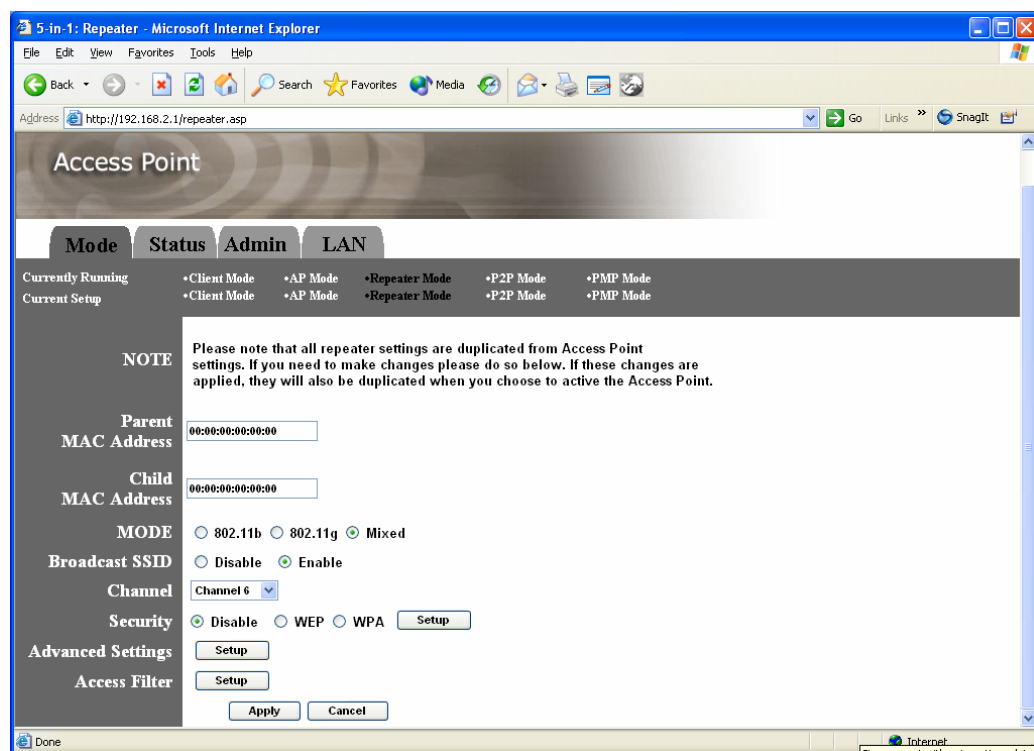 5-in-1: Repeater - Microsoft Internet Explorer
File Edit View Favorites Tools Help
Back Search Favorites Media
Address http://192.168.2.1/repeater.asp Go Links » SnagIt
Access Point
Mode Status Admin LAN
Currently Running •Client Mode •AP Mode •Repeater Mode •P2P Mode •PMP Mode
Current Setup •Client Mode •AP Mode •Repeater Mode •P2P Mode •PMP Mode
NOTE
Please note that all repeater settings are duplicated from Access Point
settings. If you need to make changes please do so below. If these changes are
applied, they will also be duplicated when you choose to active the Access Point.
Parent
MAC Address 00:00:00:00:00:00
Child
MAC Address 00:00:00:00:00:00
MODE 802.11b 802.11g Mixed
Broadcast SSID Disable Enable
Channel Channel 6
Security Disable WEP WPA Setup
Advanced Settings Setup
Access Filter Setup
Apply Cancel
Done Internet